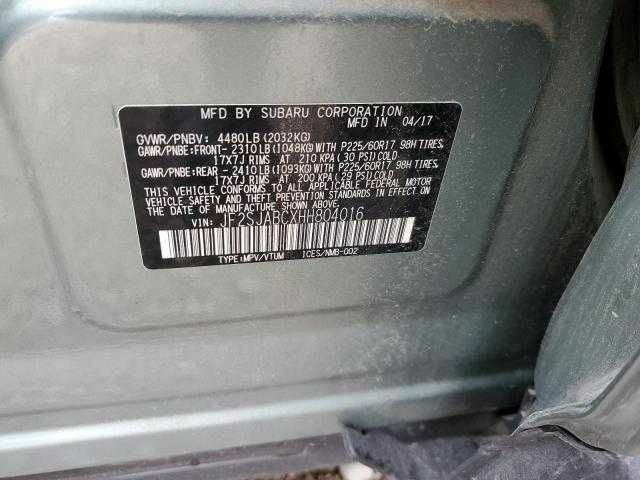 MFD BY SUBARU CORPORATION
MFD IN 04/17
GVWR/PNBV: 4480LB(2032KG)
GAWR/PNBE:FRONT-2310LB(1048KG)WITH P225/60R17 98H TIRES,
17X7J RIMS AT 210 KPA(30 PSI)COLD
GAWR/PNBE:REAR -2410LB(1093KG)WITH P225/60R17 98H TIRES,
17X7J RIMS AT 200 KPA(29 PSI)COLD
THIS VEHICLE CONFORMS TO ALL APPLICABLE FEDERAL MOTOR
VEHICLE SAFETY AND THEFT PREVENTION STANDARDS IN EFFECT ON
THE DATE OF MANUFACTURE SHOWN ABOVE.
VIN: JF2SJABCXHH804016
TYPE:MPV/VTUM ICES/NMB-002